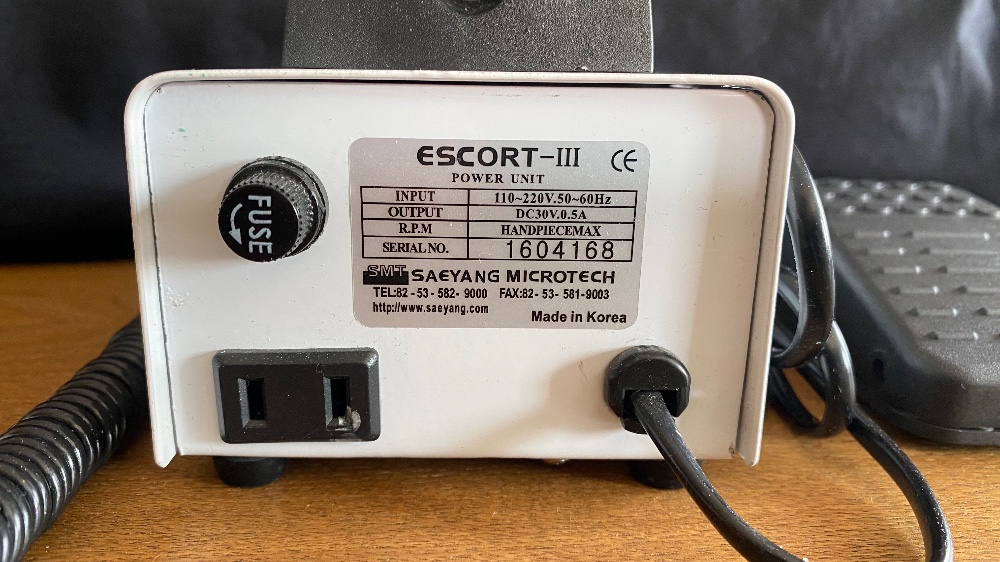 ESCORT-III CE
POWER UNIT
INPUT 110~220V.50~60Hz
OUTPUT DC30V.0.5A
R.P.M HANDPIECEMAX
SERIAL NO. 1604168
SMT SAEYANG MICROTECH
TEL:82 - 53 - 582- 9000 FAX:82- 53- 581-9003
http://www.saeyang.com
Made in Korea
FUSE